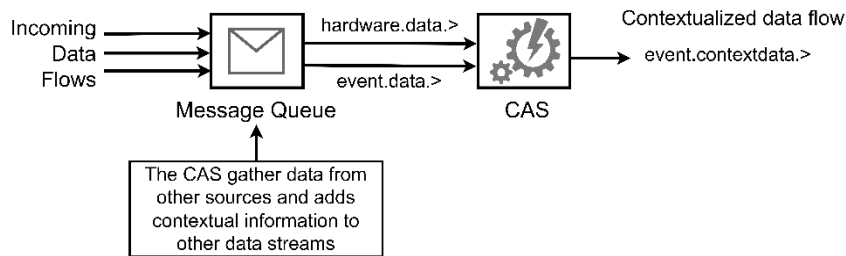 Incoming
Data
Flows
hardware.data.>
event.data.>
Message Queue
CAS
Contextualized data flow
event.contextdata.>
The CAS gather data from
other sources and adds
contextual information to
other data streams